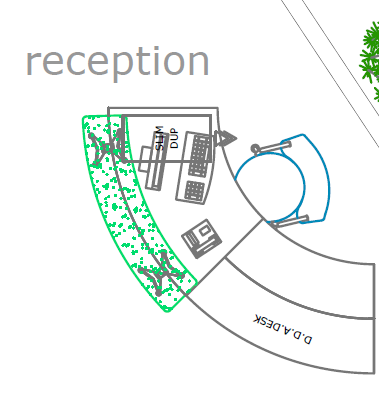 reception
SLIM
DUP
D.D.A.DESK